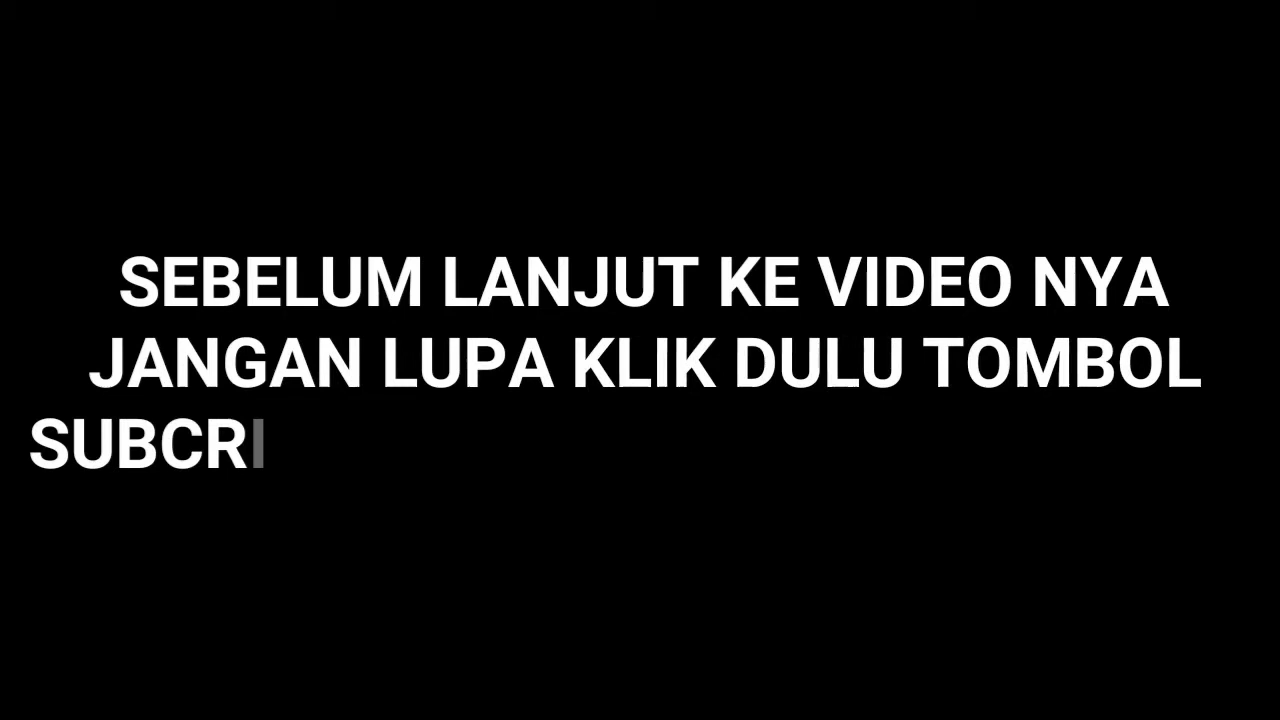 SEBELUM LANJUT KE VIDEO NYA
JANGAN LUPA KLIK DULU TOMBOL
SUBCRI